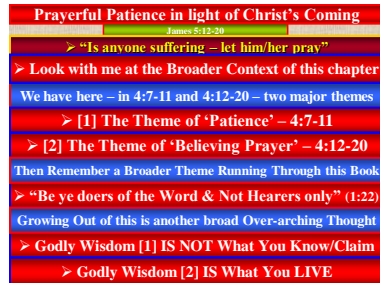 Prayerful Patience in light of Christ's Coming
James 5:12-20
➢ "Is anyone suffering – let him/her pray"
➢ Look with me at the Broader Context of this chapter
We have here – in 4:7-11 and 4:12-20 – two major themes
➢ [1] The Theme of 'Patience' – 4:7-11
➢ [2] The Theme of 'Believing Prayer' – 4:12-20
Then Remember a Broader Theme Running Through this Book
➢ "Be ye doers of the Word & Not Hearers only" (1:22)
Growing Out of this is another broad Over-arching Thought
➢ Godly Wisdom [1] IS NOT What You Know/Claim
➢ Godly Wisdom [2] IS What You LIVE